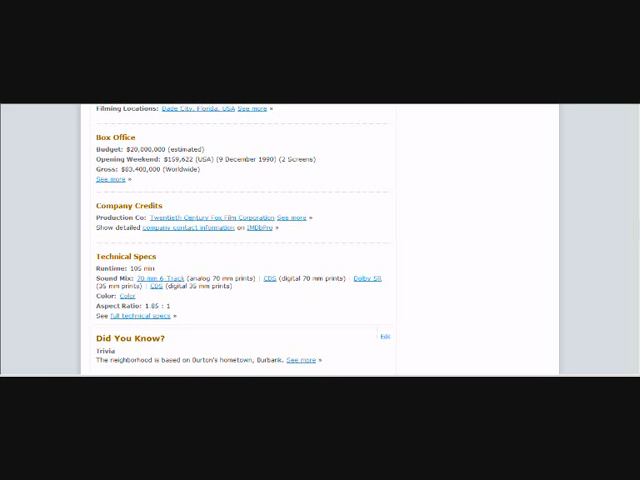 Filming Locations: Dade City, Florida, USA See more »
Box Office
Budget: $20,000,000 (estimated)
Opening Weekend: $159,622 (USA) (9 December 1990) (2 Screens)
Gross: $83,400,000 (Worldwide)
See more »
Company Credits
Production Co: Twentieth Century Fox Film Corporation See more »
Show detailed company contact information on IMDbPro »
Technical Specs
Runtime: 105 min
Sound Mix: 70 mm 6-Track (analog 70 mm prints) | CDS (digital 70 mm prints) | Dolby SR
(35 mm prints) | CDS (digital 35 mm prints)
Color: Color
Aspect Ratio: 1.85 : 1
See full technical specs »
Did You Know?
Edit
Trivia
The neighborhood is based on Burton's hometown, Burbank. See more »